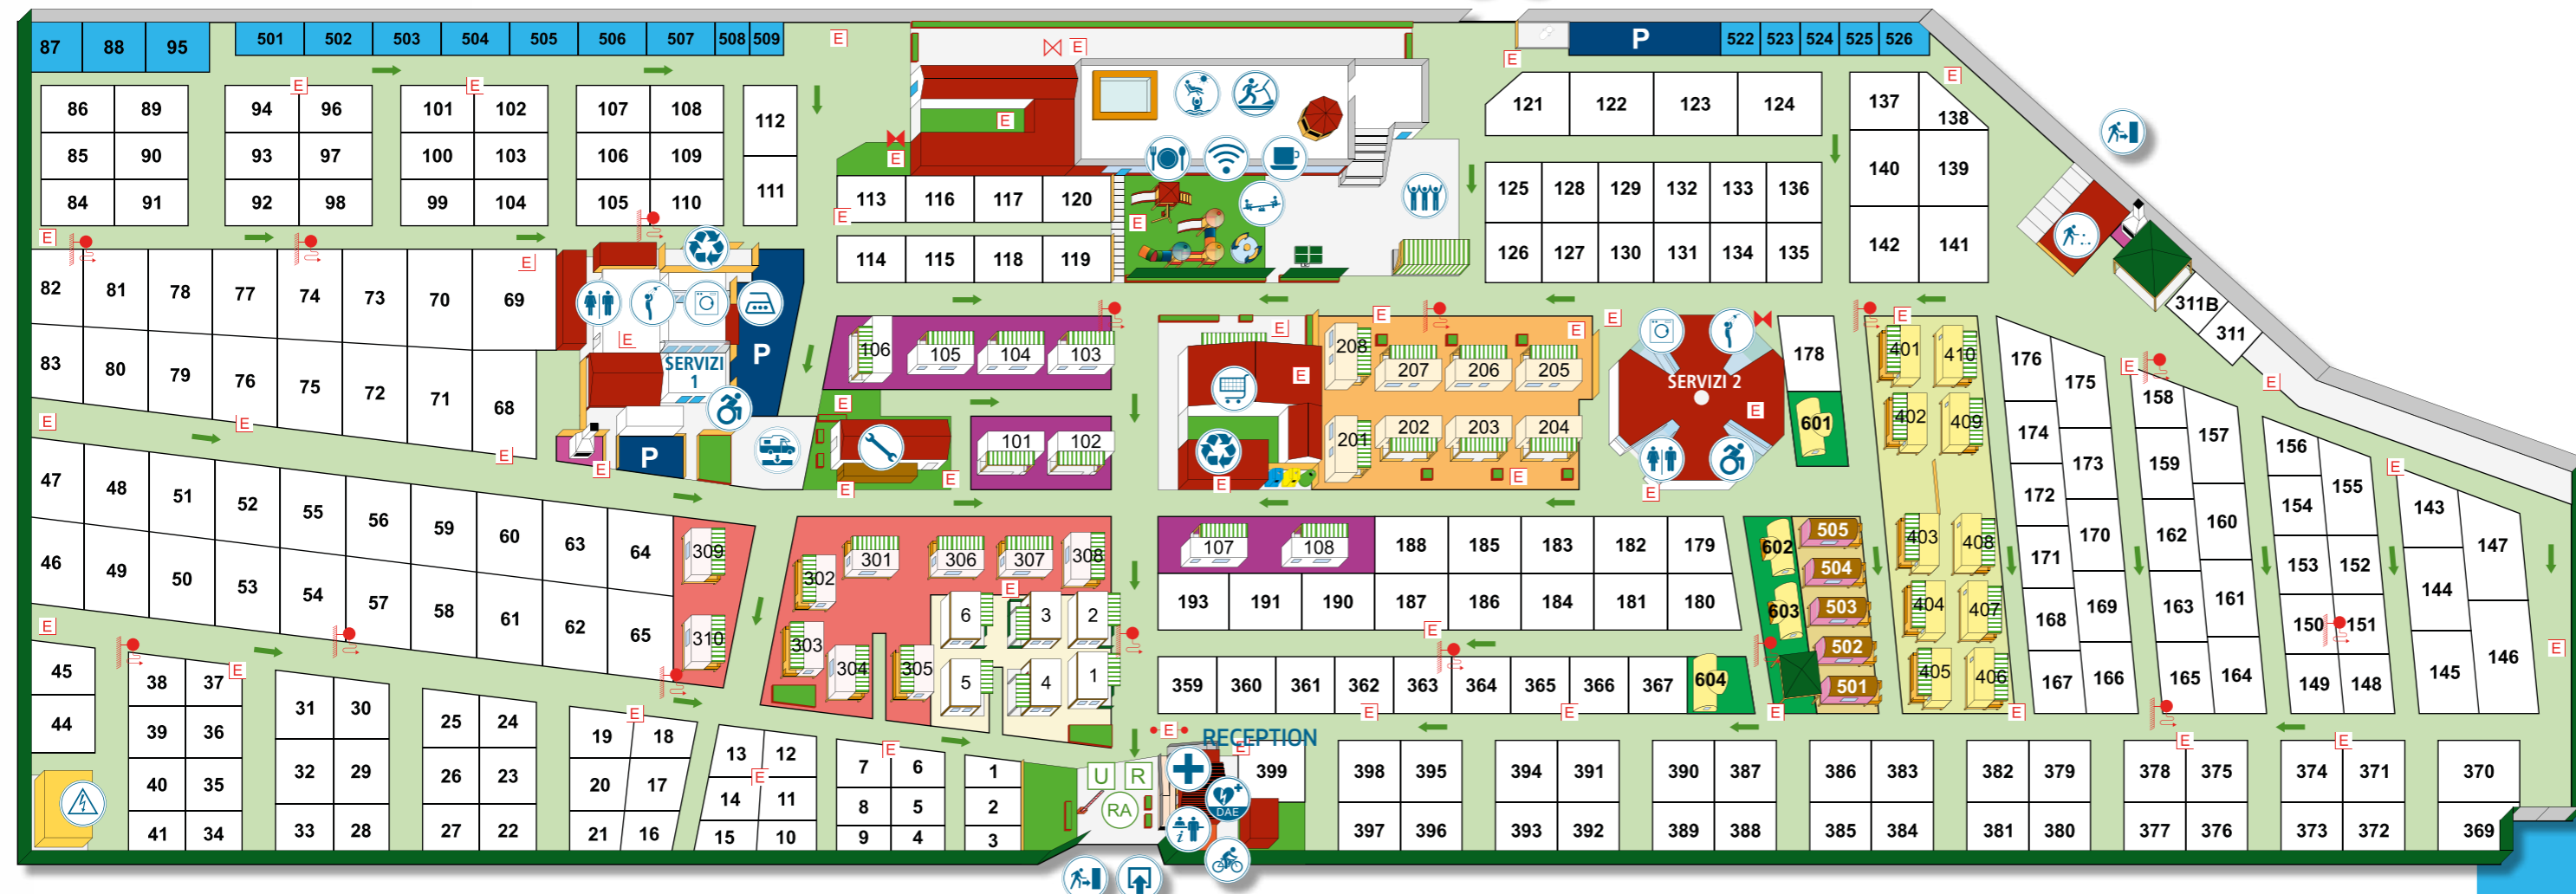 87 88 95 501 502 503 504 505 506 507 508 509 E E P 522 523 524 525 526
E E E E
86 89 94 96 101 102 107 108 112 E 121 122 123 124 137 138
85 90 93 97 100 103 106 109 E 140 139
84 91 92 98 99 104 105 110 111 113 116 117 120 125 128 129 132 133 136
E E E
114 115 118 119 126 127 130 131 134 135 142 141
82 81 78 77 74 73 70 69 E
83 80 79 76 75 72 71 68
E SERVIZI
1
P
P
E E E E
311B
311
E
106 105 104 103
101 102
E E E
E E E
208 207 206 205
201 202 203 204
E E E
E SERVIZI 2 E E
178
601
E
401 410
402 409
403 408
404 407
405 406
E
176 175
174 173
172 170
171 169
168 166
167
E
158 157
159 160
162 161
163 164
165
156 155
154 152
153 151
150 148
149
E
143 147
144 146
145
E
47 48 51 52 55 56 59 60 63 64
46 49 50 53 54 57 58 61 62 65
E
309
310
301 306 307 308
302
303 304 305
E
6 3 2
5 4 1
107 108 188 185 183 182 179
193 191 190 187 186 184 181 180
E
359 360 361 362 363 364 365 366 367 604
E E E
602
603
505
504
503
502
501
45
44
38 37 E
39 36
40 35
41 34
31 30
32 29
33 28
25 24
26 23
27 22
E
19 18
20 17
21 16
13 12
E
14 11
15 10
E
7 6
8 5
9 4
1
2
3
U R
RA
E RECEPTION
E
DAE
i
399
398 395 394 391 390 387 386 383 382 379 378 375 374 371 370
397 396 393 392 389 388 385 384 381 380 377 376 373 372 369
E E